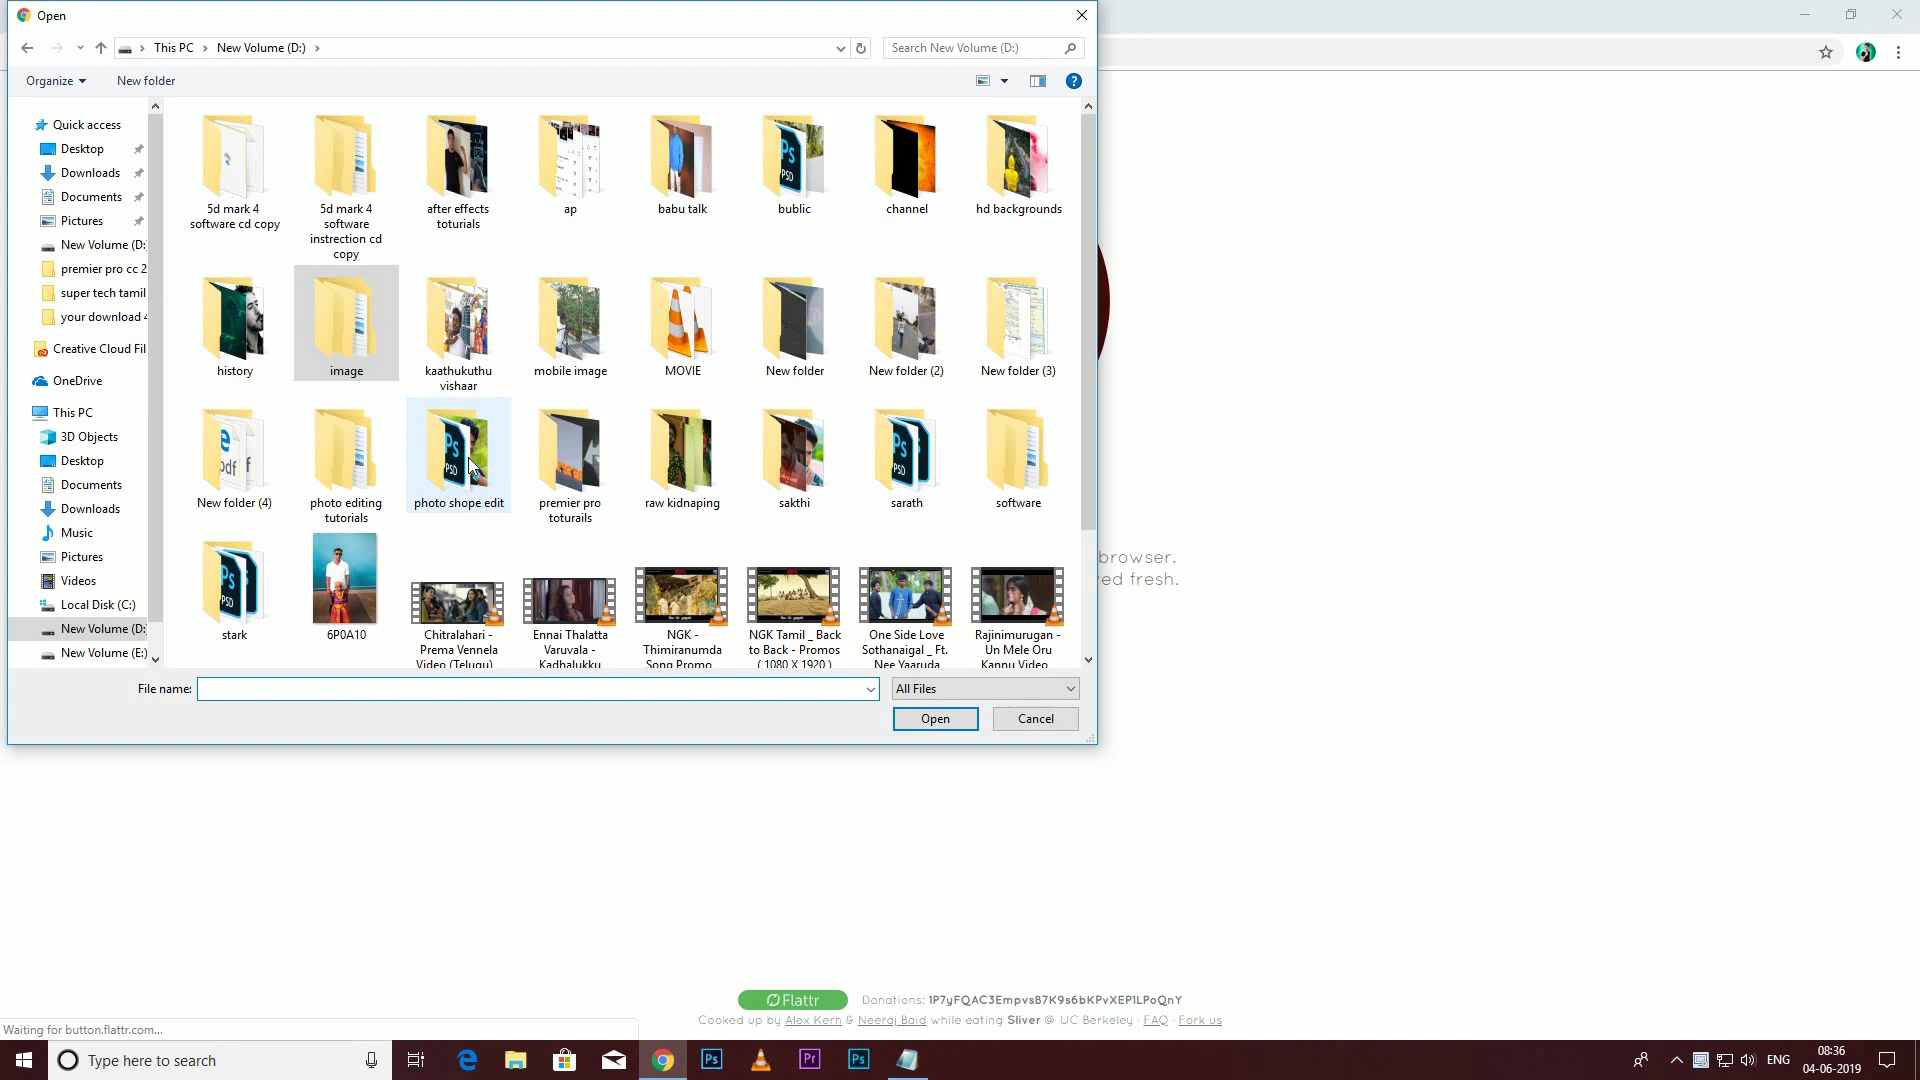 Open
This PC
New Volume (D:)
Search New Volume (D:)
Organize
New folder
Quick access
Desktop
Downloads
Documents
Pictures
New Volume (D:
premier pro cc 2
super tech tamil
your download 4
Creative Cloud Fil
OneDrive
This PC
3D Objects
Desktop
Documents
Downloads
Music
Pictures
Videos
Local Disk (C:)
New Volume (D:
New Volume (E:)
5d mark 4
software cd copy
5d mark 4
software
instrection cd
copy
after effects
toturials
ap
babu talk
bublic
channel
hd backgrounds
history
image
kaathukuthu
vishaar
mobile image
MOVIE
New folder
New folder (2)
New folder (3)
New folder (4)
photo editing
tutorials
photo shope edit
premier pro
toturails
raw kidnaping
sakthi
sarath
software
stark
6P0A10
Chitralahari -
Prema Vennela
Video (Telugu)
Ennai Thalatta
Varuvala -
Kadhalukku
NGK -
Thimiranumda
Song Promo
NGK Tamil _ Back
to Back - Promos
( 1080 X 1920 )
One Side Love
Sothanaigal _ Ft.
Nee Yaaruda
Rajinimurugan -
Un Mele Oru
Kannu Video
File name:
All Files
Open
Cancel
browser.
ed fresh.
Flattr
Donations: 1P7yFQAC3EmpvsB7K9s6bKPvXEP1LPoQnY
Cooked up by Alex Kern & Neeraj Baid while eating Sliver @ UC Berkeley · FAQ · Fork us
Waiting for button.flattr.com...
Type here to search
ENG
08:36
04-06-2019